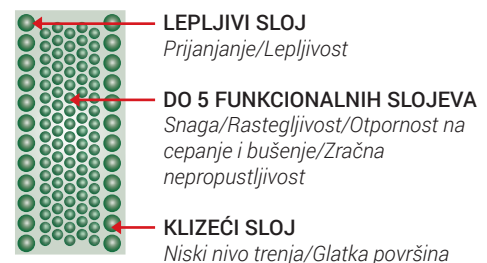 LEPLJIVI SLOJ
Prijanjanje/Lepljivost
DO 5 FUNKCIONALNIH SLOJEVA
Snaga/Rastegljivost/Otpornost na
cepanje i bušenje/Zračna
nepropustljivost
KLIZEĆI SLOJ
Niski nivo trenja/Glatka površina